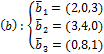 (b): { b̄₁ = (2,0,3)
b̄₂ = (3,4,0)
b̄₃ = (0,8,1)